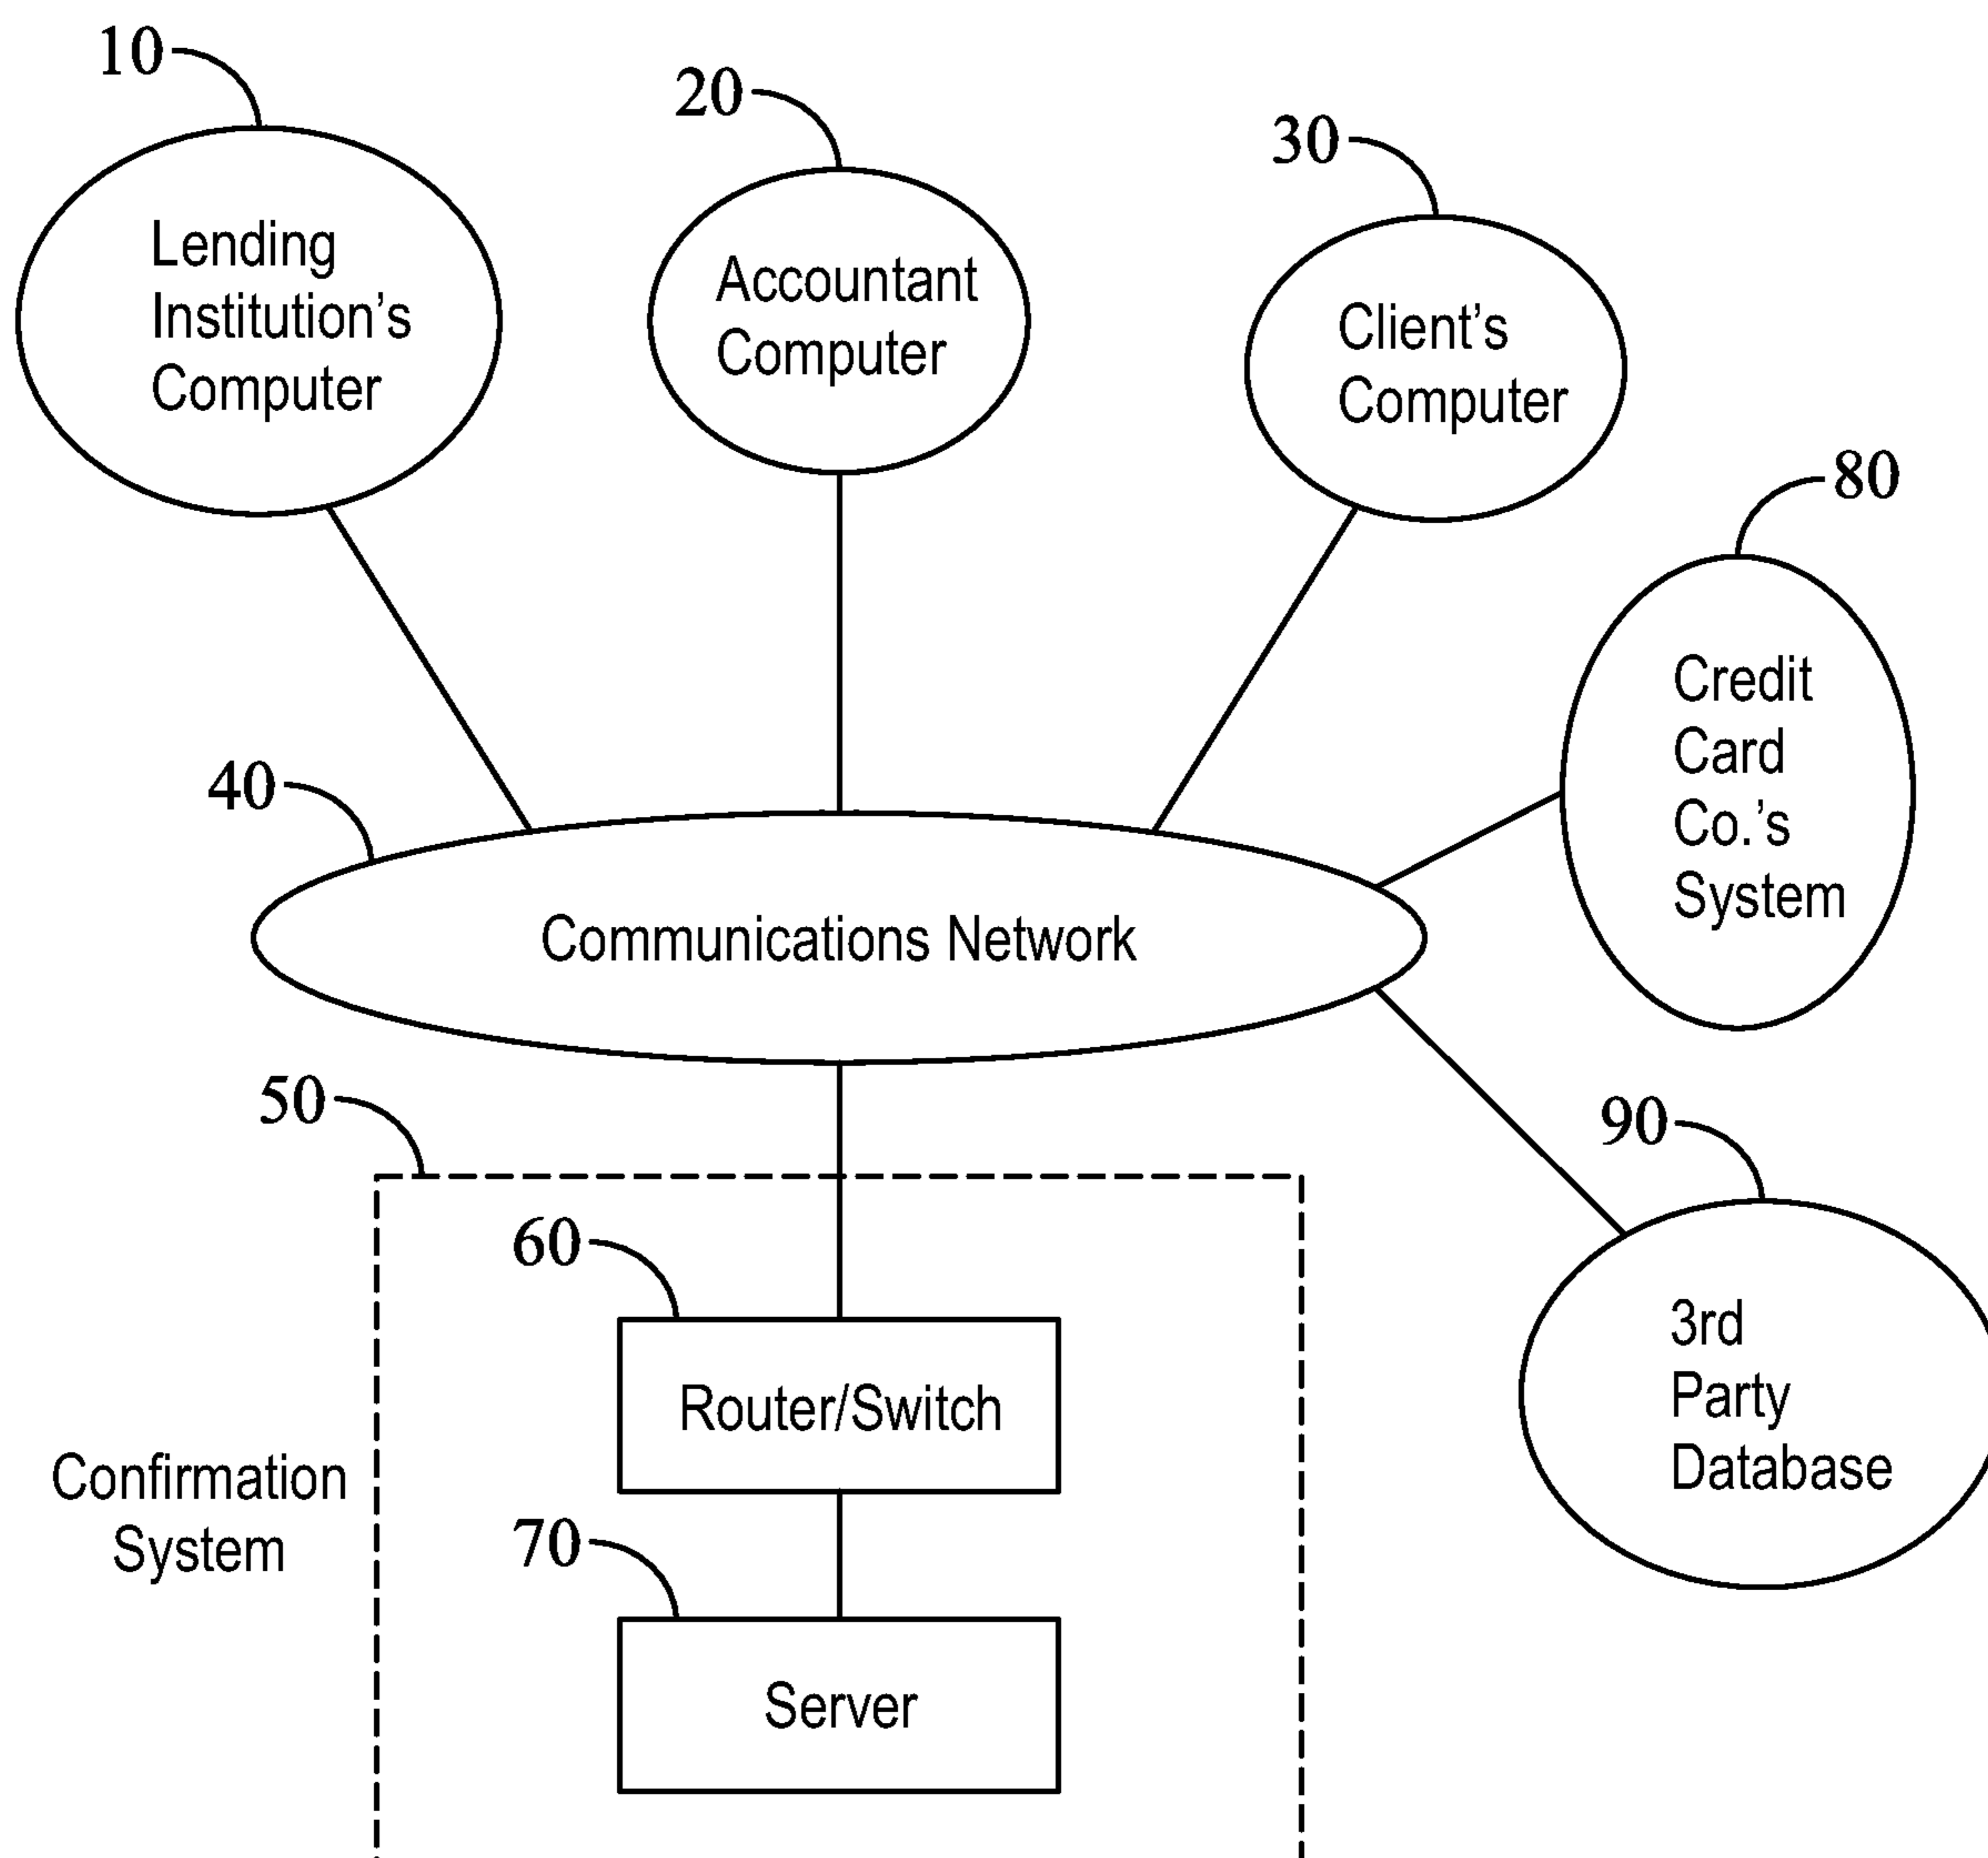 10
20
30
Lending
Institution's
Computer
Accountant
Computer
Client's
Computer
80
Credit
Card
Co.'s
System
40
Communications Network
50
90
60
3rd
Party
Database
Router/Switch
Confirmation
System
70
Server